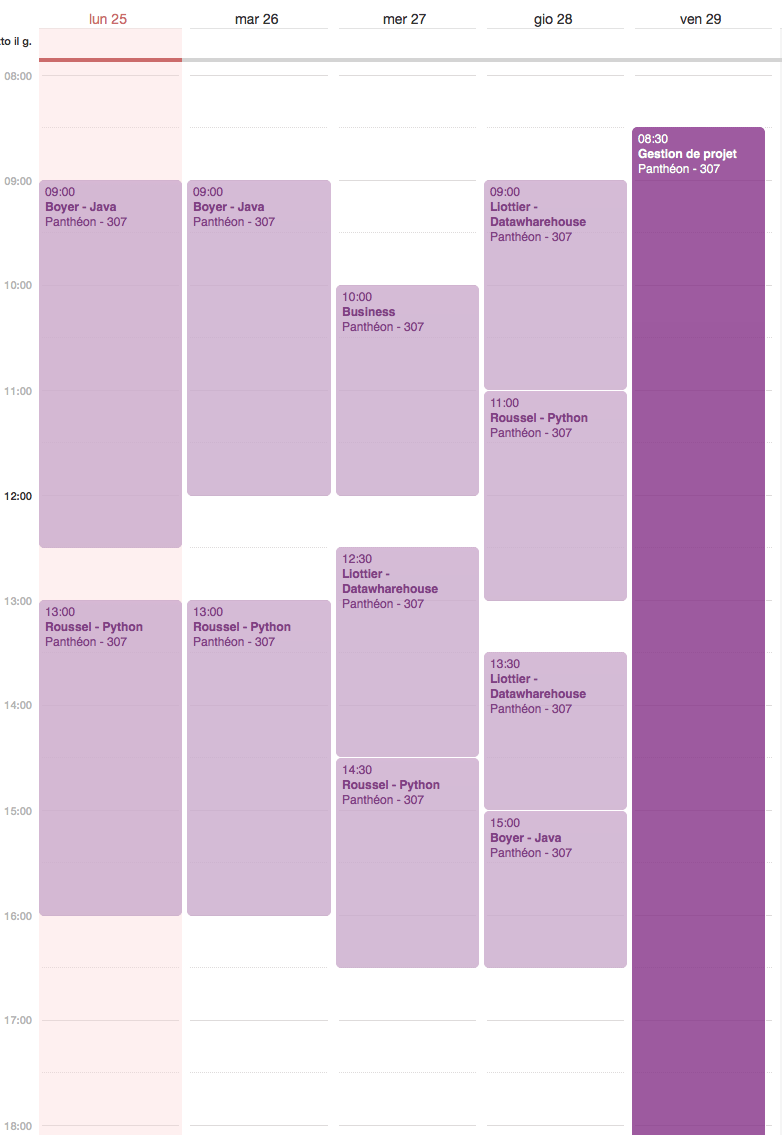 lun 25
mar 26
mer 27
gio 28
ven 29
to il g.
08:00
09:00
10:00
11:00
12:00
13:00
14:00
15:00
16:00
17:00
18:00
09:00
Boyer - Java
Panthéon - 307
13:00
Roussel - Python
Panthéon - 307
09:00
Boyer - Java
Panthéon - 307
13:00
Roussel - Python
Panthéon - 307
10:00
Business
Panthéon - 307
12:30
Liottier -
Datawharehouse
Panthéon - 307
14:30
Roussel - Python
Panthéon - 307
09:00
Liottier -
Datawharehouse
Panthéon - 307
11:00
Roussel - Python
Panthéon - 307
13:30
Liottier -
Datawharehouse
Panthéon - 307
15:00
Boyer - Java
Panthéon - 307
08:30
Gestion de projet
Panthéon - 307